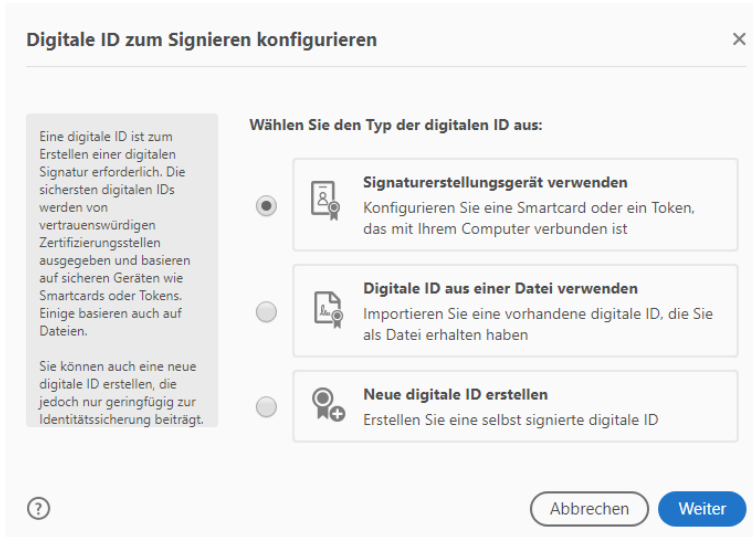 Digitale ID zum Signieren konfigurieren
Eine digitale ID ist zum
Erstellen einer digitalen
Signatur erforderlich. Die
sichersten digitalen IDs
werden von
vertrauenswürdigen
Zertifizierungsstellen
ausgegeben und basieren
auf sicheren Geräten wie
Smartcards oder Tokens.
Einige basieren auch auf
Dateien.
Sie können auch eine neue
digitale ID erstellen, die
jedoch nur geringfügig zur
Identitätssicherung beiträgt.
Wählen Sie den Typ der digitalen ID aus:
Signaturerstellungsgerät verwenden
Konfigurieren Sie eine Smartcard oder ein Token,
das mit Ihrem Computer verbunden ist
Digitale ID aus einer Datei verwenden
Importieren Sie eine vorhandene digitale ID, die Sie
als Datei erhalten haben
Neue digitale ID erstellen
Erstellen Sie eine selbst signierte digitale ID
?
Abbrechen
Weiter